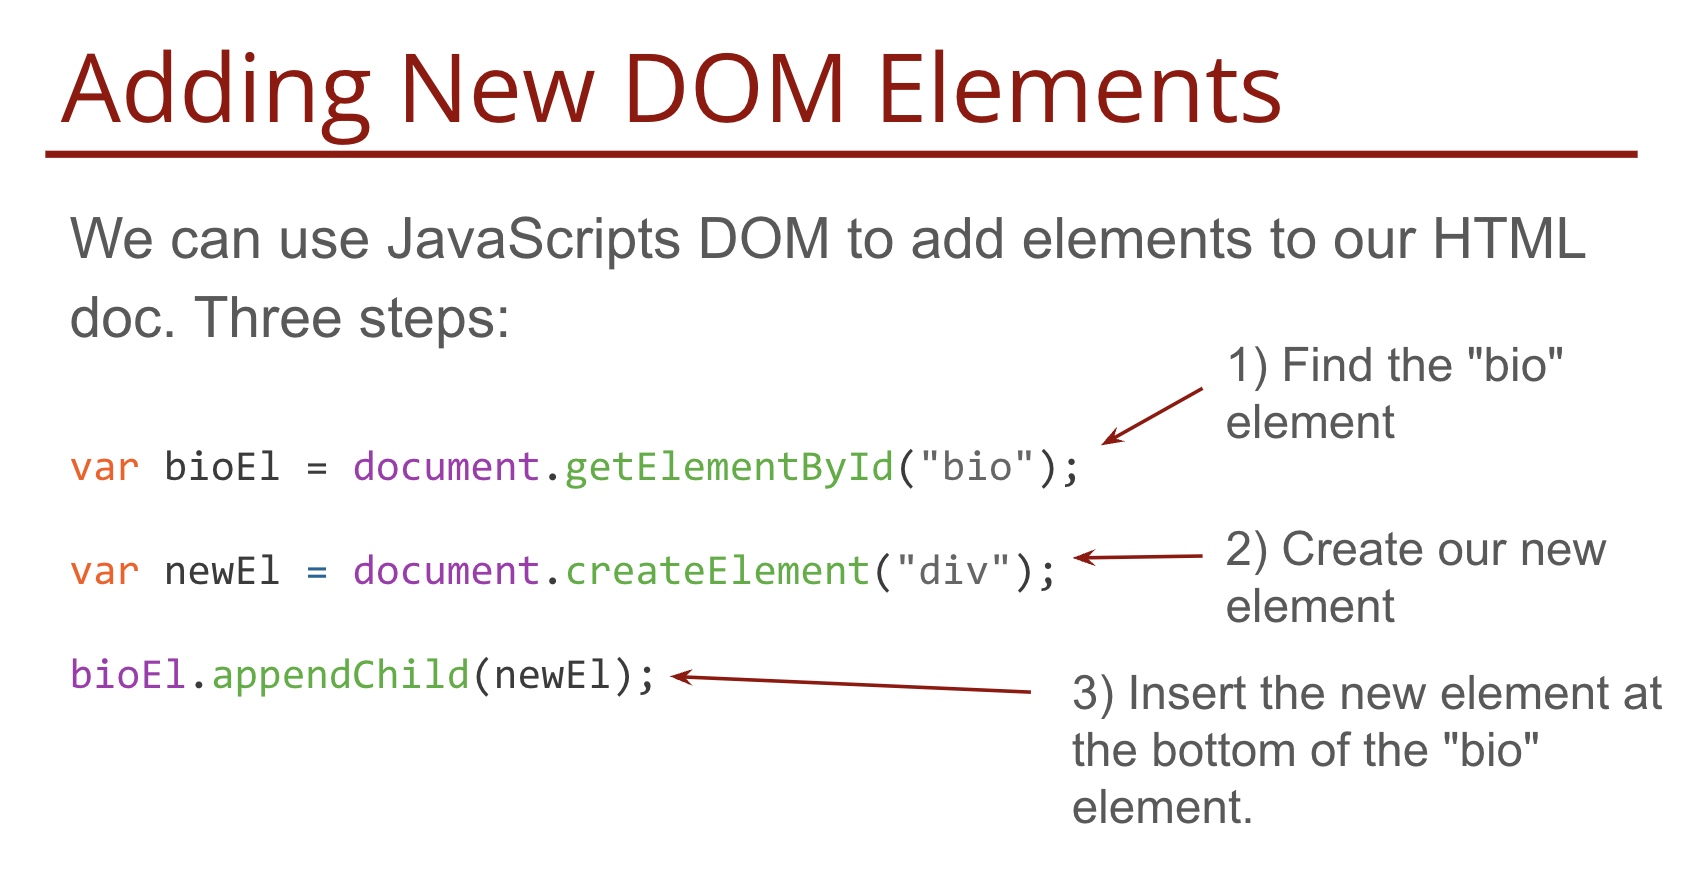 Adding New DOM Elements
We can use JavaScripts DOM to add elements to our HTML
doc. Three steps:
1) Find the "bio"
element
var bioEl = document.getElementById("bio");
2) Create our new
element
var newEl = document.createElement("div");
bioEl.appendChild(newEl);
3) Insert the new element at
the bottom of the "bio"
element.